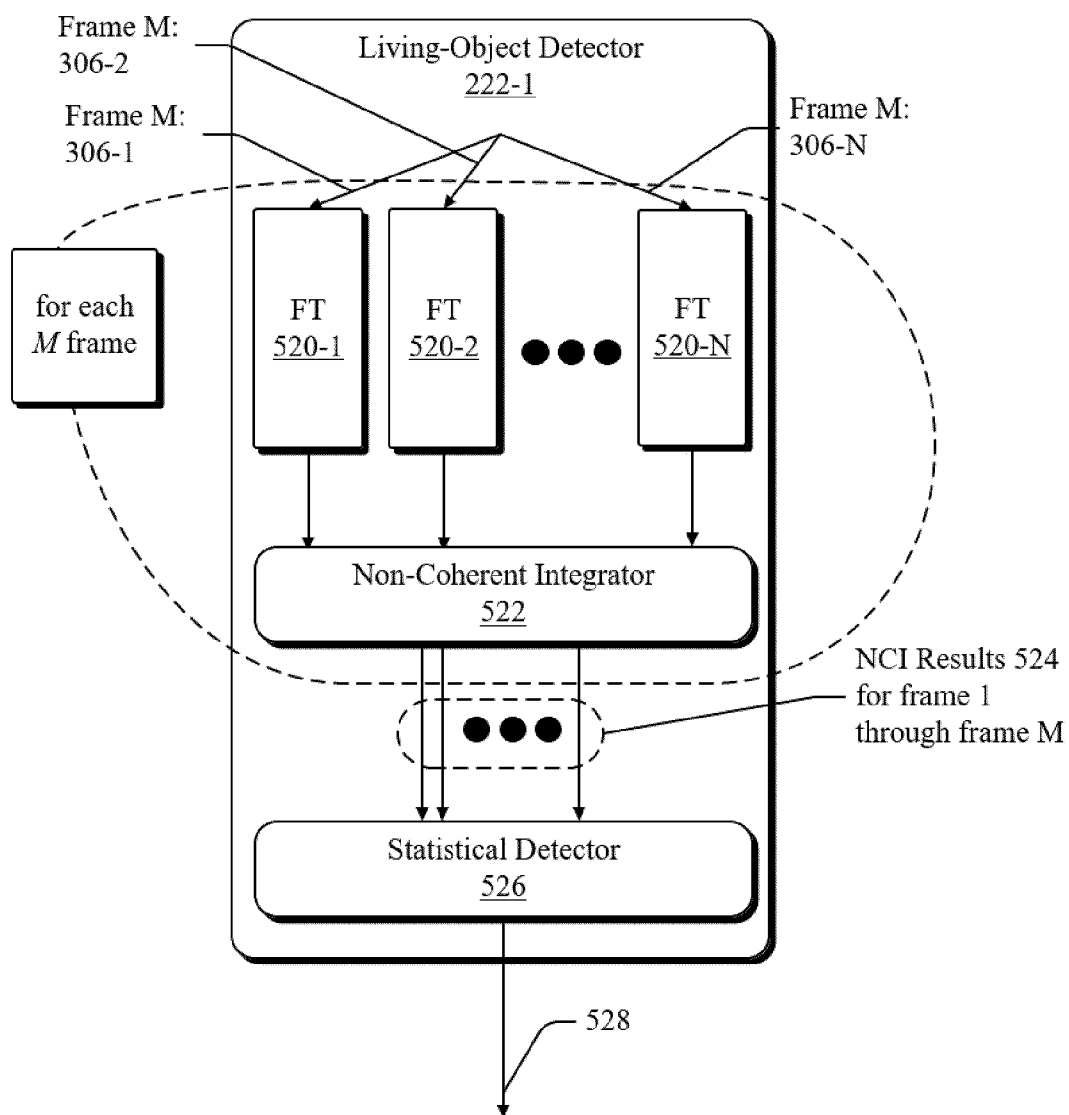 Frame M:
306-2
Living-Object Detector
222-1
Frame M:
306-1
Frame M:
306-N
for each
M frame
FT
520-1
FT
520-2
FT
520-N
Non-Coherent Integrator
522
NCI Results 524
for frame 1
through frame M
Statistical Detector
526
528